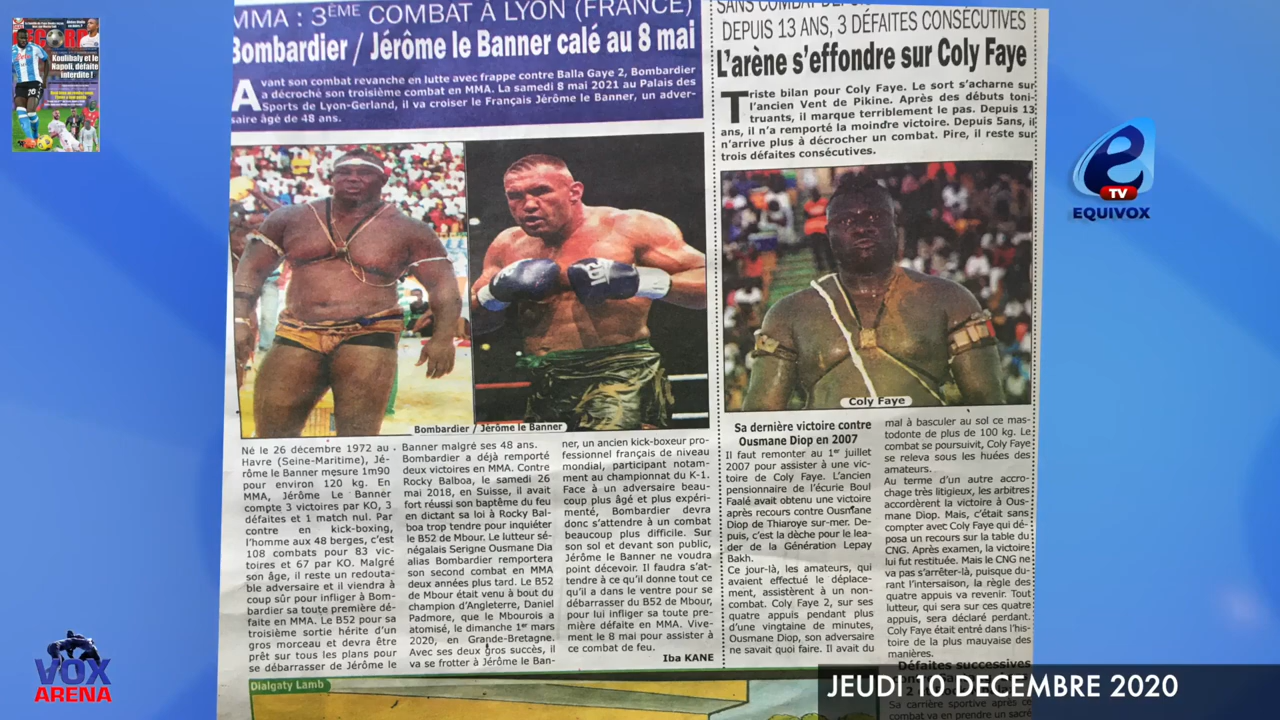 RECORD
Koulibaly et le
Napoli, défaite
interdite !
MMA : 3ÈME COMBAT À LYON (FRANCE)
Bombardier / Jérôme le Banner calé au 8 mai
Avant son combat revanche en lutte avec frappe contre Balla Gaye 2, Bombardier
a décroché son troisième combat en MMA. La samedi 8 mai 2021 au Palais des
Sports de Lyon-Gerland, il va croiser le Français Jérôme le Banner, un adver-
saire âgé de 48 ans.
Bombardier / Jérôme le Banner
Né le 26 décembre 1972 au
Havre (Seine-Maritime), Jé-
rôme le Banner mesure 1m90
pour environ 120 kg. En
MMA, Jérôme Le Banner
compte 3 victoires par KO, 3
défaites et 1 match nul. Par
contre en kick-boxing,
l'homme aux 48 berges, c'est
108 combats pour 83 vic-
toires et 67 par KO. Malgré
son âge, il reste un redouta-
ble adversaire et il viendra à
coup sûr pour infliger à Bom-
bardier sa toute première dé-
faite en MMA. Le B52 pour sa
troisième sortie hérite d'un
gros morceau et devra être
prêt sur tous les plans pour
se débarrasser de Jérôme le
Banner malgré ses 48 ans.
Bombardier a déjà remporté
deux victoires en MMA. Contre
Rocky Balboa, le samedi 26
mai 2018, en Suisse, il avait
fort réussi son baptême du feu
en dictant sa loi à Rocky Bal-
boa trop tendre pour inquiéter
le B52 de Mbour. Le lutteur sé-
négalais Serigne Ousmane Dia
alias Bombardier remportera
son second combat en MMA
deux années plus tard. Le B52
de Mbour était venu à bout du
champion d'Angleterre, Daniel
Padmore, que le Mbourois a
atomisé, le dimanche 1er mars
2020, en Grande-Bretagne.
Avec ses deux gros succès, il
va se frotter à Jérôme le Ban-
ner, un ancien kick-boxeur pro-
fessionnel français de niveau
mondial, participant notam-
ment au championnat du K-1.
Face à un adversaire beau-
coup plus âgé et plus expéri-
menté, Bombardier devra
donc s'attendre à un combat
beaucoup plus difficile. Sur
son sol et devant son public,
Jérôme le Banner ne voudra
point décevoir. Il faudra s'at-
tendre à ce qu'il donne tout ce
qu'il a dans le ventre pour se
débarrasser du B52 de Mbour,
pour lui infliger sa toute pre-
mière défaite en MMA. Vive-
ment le 8 mai pour assister à
ce combat de feu.
Iba KANE
SANS COMBAT DEPUIS
DEPUIS 13 ANS, 3 DÉFAITES CONSÉCUTIVES
L'arène s'effondre sur Coly Faye
Triste bilan pour Coly Faye. Le sort s'acharne sur
l'ancien Vent de Pikine. Après des débuts toni-
truants, il marque terriblement le pas. Depuis 13
ans, il n'a remporté la moindre victoire. Depuis 5ans, il
n'arrive plus à décrocher un combat. Pire, il reste sur
trois défaites consécutives.
Coly Faye
Sa dernière victoire contre
Ousmane Diop en 2007
Il faut remonter au 1er juillet
2007 pour assister à une vic-
toire de Coly Faye. L'ancien
pensionnaire de l'écurie Boul
Faalé avait obtenu une victoire
après recours contre Ousmane
Diop de Thiaroye sur-mer. De-
puis, c'est la dèche pour le lea-
der de la Génération Lepay
Bakh.
Ce jour-là, les amateurs, qui
avaient effectué le déplace-
ment, assistèrent à un non-
combat. Coly Faye 2, sur ses
quatre appuis pendant plus
d'une vingtaine de minutes,
Ousmane Diop, son adversaire
ne savait quoi faire. Il avait du
mal à basculer au sol ce mas-
todonte de plus de 100 kg. Le
combat se poursuivit, Coly Faye
se releva sous les huées des
amateurs.
Au terme d'un autre accro-
chage très litigieux, les arbitres
accordèrent la victoire à Ous-
mane Diop. Mais, c'était sans
compter avec Coly Faye qui dé-
posa un recours sur la table du
CNG. Après examen, la victoire
lui fut restituée. Mais le CNG ne
va pas s'arrêter-là, puisque du-
rant l'intersaison, la règle des
quatre appuis va revenir. Tout
lutteur, qui sera sur ces quatre
appuis, sera déclaré perdant.
Coly Faye était entré dans l'his-
toire de la plus mauvaise des
manières.
Défaites successives
Sa carrière sportive après ce
combat va en prendre un sacré
Dialgaty Lamb
e
TV
EQUIVOX
VOX
ARENA
JEUDI 10 DECEMBRE 2020